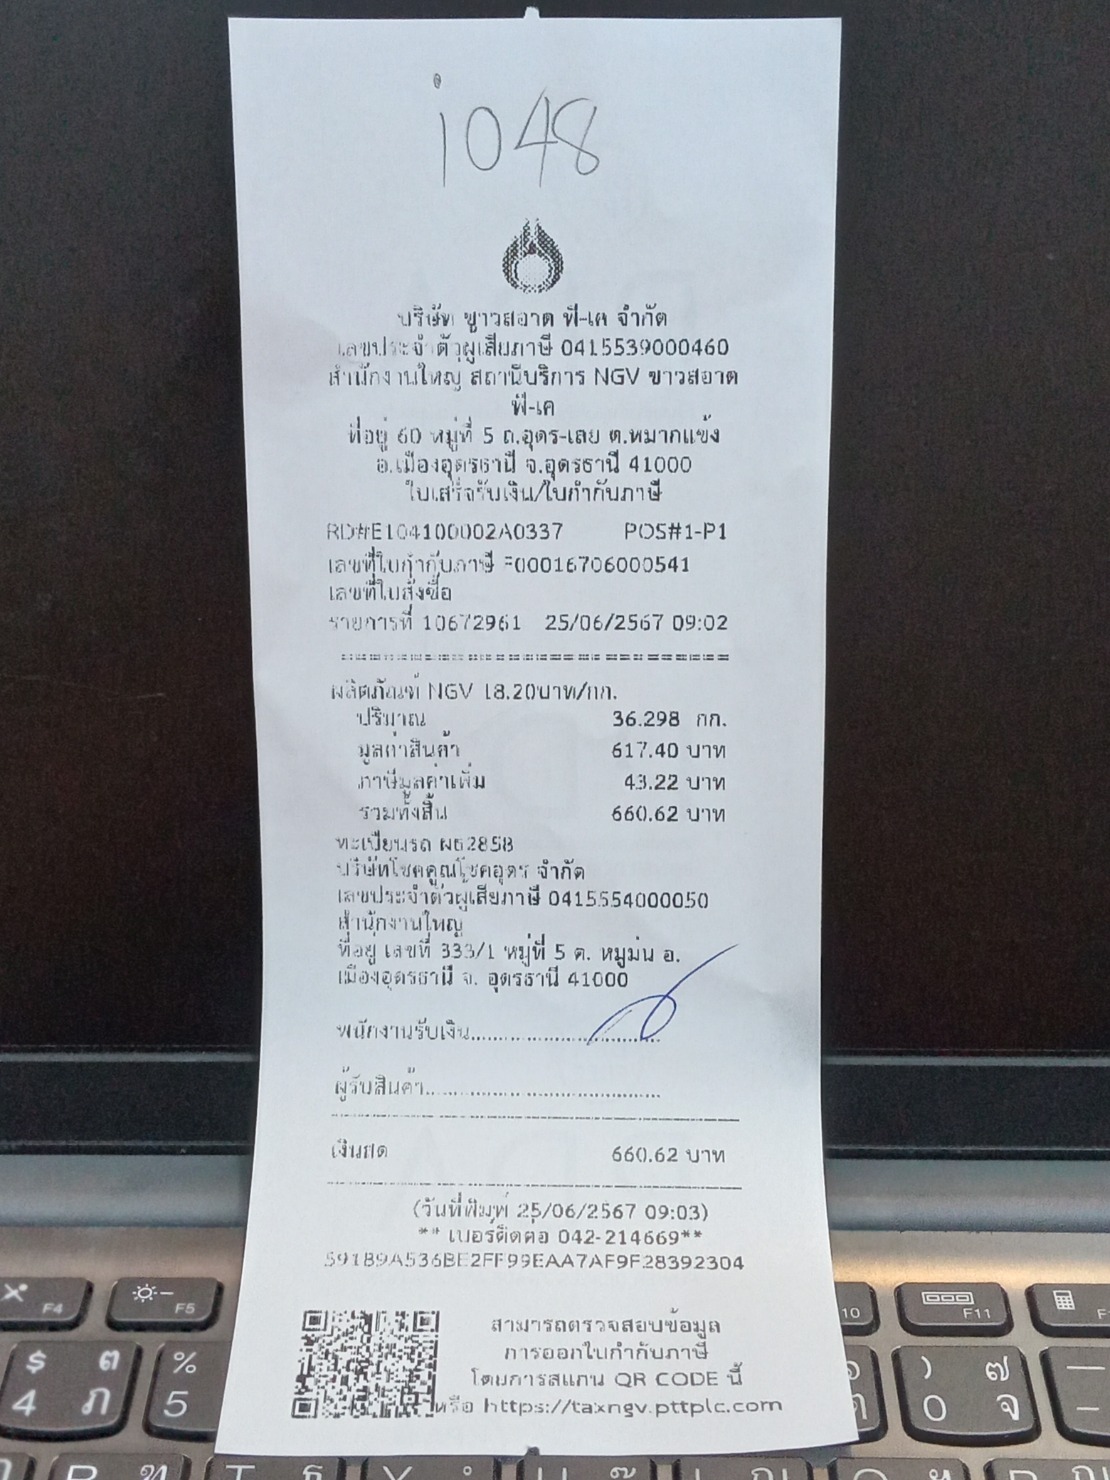 1048
บริษัท ขาวสอาด พี-เค จำกัด
เลขประจำตัวผู้เสียภาษี 0415539000460
สำนักงานใหญ่ สถานีบริการ NGV ขาวสอาด
พี-เค
ที่อยู่ 60 หมู่ที่ 5 ถ.อุดร-เลย ต.หมากแข้ง
อ.เมืองอุดรธานี จ.อุดรธานี 41000
ใบเสร็จรับเงิน/ใบกำกับภาษี
RD#E104100002A0337 POS#1-P1
เลขที่ใบกำกับภาษี F00016706000541
เลขที่ใบสั่งซื้อ
รายการที่ 10672961 25/06/2567 09:02
ผลิตภัณฑ์ NGV 18.20บาท/กก.
ปริมาณ 36.298 กก.
มูลค่าสินค้า 617.40 บาท
ภาษีมูลค่าเพิ่ม 43.22 บาท
รวมทั้งสิ้น 660.62 บาท
ทะเบียนรถ ผธ2858
บริษัทโชคคูณโชคอุดร จำกัด
เลขประจำตัวผู้เสียภาษี 0415554000050
สำนักงานใหญ่
ที่อยู่ เลขที่ 333/1 หมู่ที่ 5 ต. หมูม่น อ.
เมืองอุดรธานี จ. อุดรธานี 41000
พนักงานรับเงิน
ผู้รับสินค้า
เงินสด 660.62 บาท
(วันที่พิมพ์ 25/06/2567 09:03)
** เบอร์ติดต่อ 042-214669**
591B9A536BE2FF99EAA7AF9F28392304
สามารถตรวจสอบข้อมูล
การออกใบกำกับภาษี
โดยการสแกน QR CODE นี้
หรือ https://taxngv.pttplc.com
F4 F5 10 F11
$ ฅ 4 ภ % 5 ) ๗ 0 จ